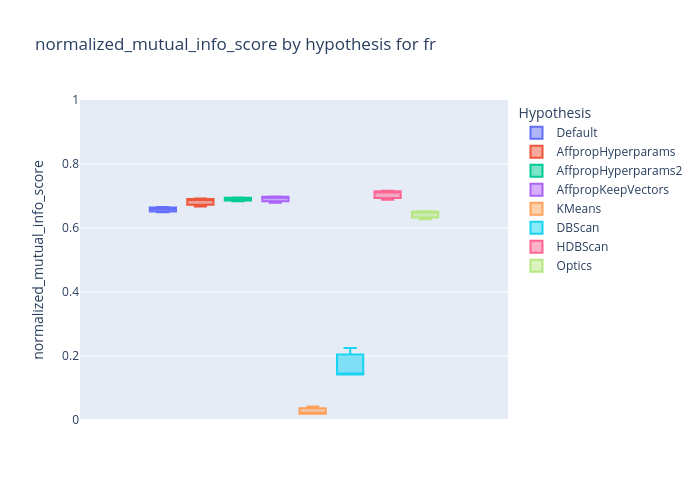 normalized_mutual_info_score by hypothesis for fr
normalized_mutual_info_score
1
0.8
0.6
0.4
0.2
0
Hypothesis
Default
AffpropHyperparams
AffpropHyperparams2
AffpropKeepVectors
KMeans
DBScan
HDBScan
Optics